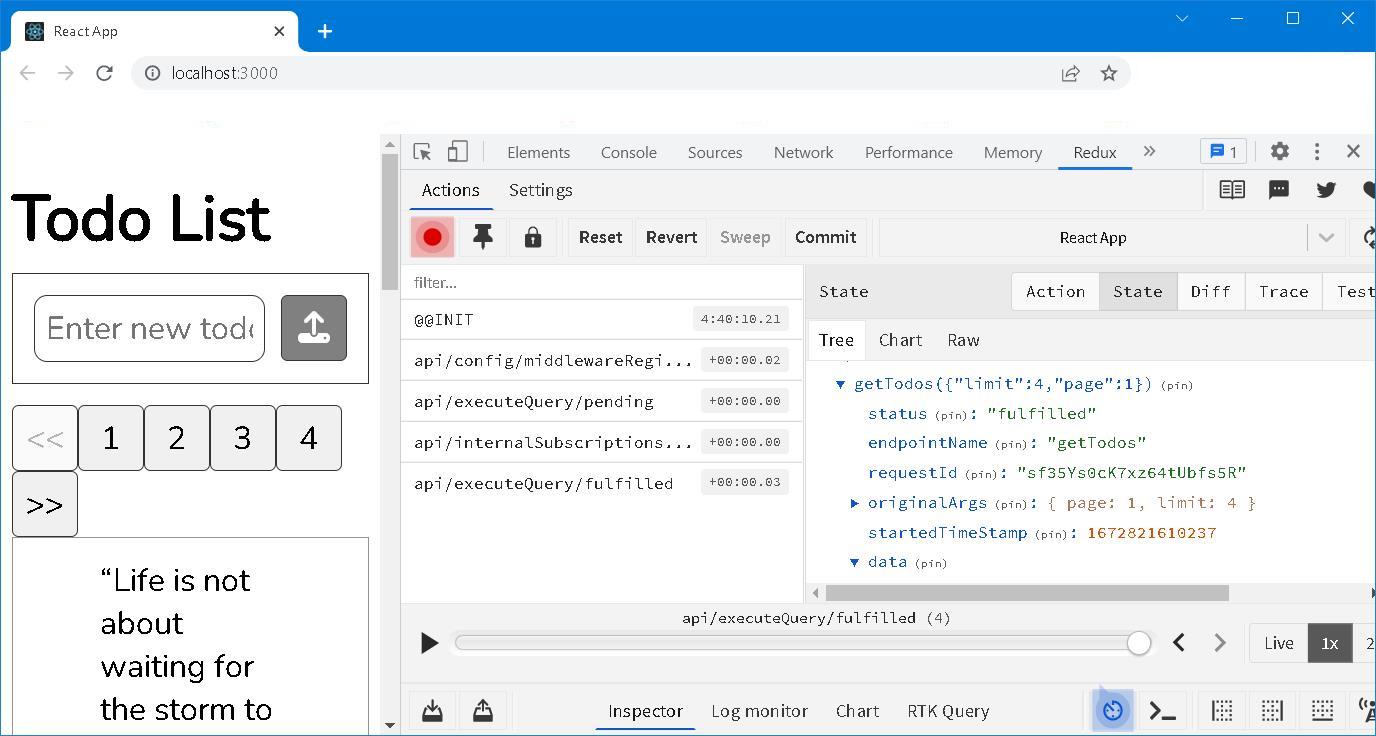 React App
localhost:3000
Todo List
Enter new todo
<< 1 2 3 4
>>
“Life is not
about
waiting for
the storm to
Elements Console Sources Network Performance Memory Redux » 1
Actions Settings
Reset Revert Sweep Commit React App
filter...
@@INIT 4:40:10.21
api/config/middlewareRegi... +00:00.02
api/executeQuery/pending +00:00.00
api/internalSubscriptions... +00:00.00
api/executeQuery/fulfilled +00:00.03
State Action State Diff Trace Test
Tree Chart Raw
getTodos({"limit":4,"page":1}) (pin)
status (pin): "fulfilled"
endpointName (pin): "getTodos"
requestId (pin): "sf35Ys0cK7xz64tUbfs5R"
originalArgs (pin): { page: 1, limit: 4 }
startedTimeStamp (pin): 1672821610237
data (pin)
api/executeQuery/fulfilled (4)
Live 1x 2
Inspector Log monitor Chart RTK Query